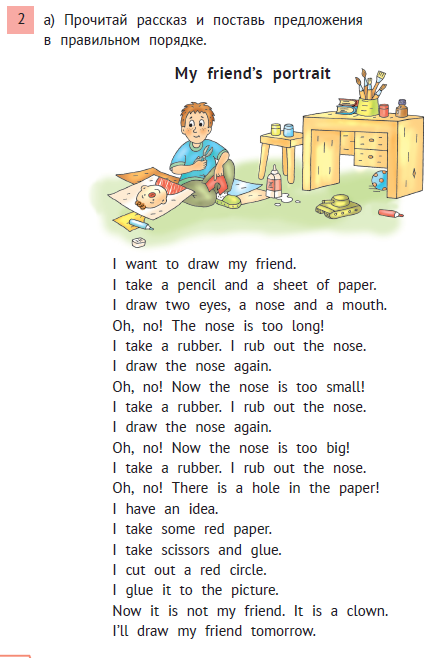 2 а) Прочитай рассказ и поставь предложения
в правильном порядке.
My friend's portrait
I want to draw my friend.
I take a pencil and a sheet of paper.
I draw two eyes, a nose and a mouth.
Oh, no! The nose is too long!
I take a rubber. I rub out the nose.
I draw the nose again.
Oh, no! Now the nose is too small!
I take a rubber. I rub out the nose.
I draw the nose again.
Oh, no! Now the nose is too big!
I take a rubber. I rub out the nose.
Oh, no! There is a hole in the paper!
I have an idea.
I take some red paper.
I take scissors and glue.
I cut out a red circle.
I glue it to the picture.
Now it is not my friend. It is a clown.
I'll draw my friend tomorrow.